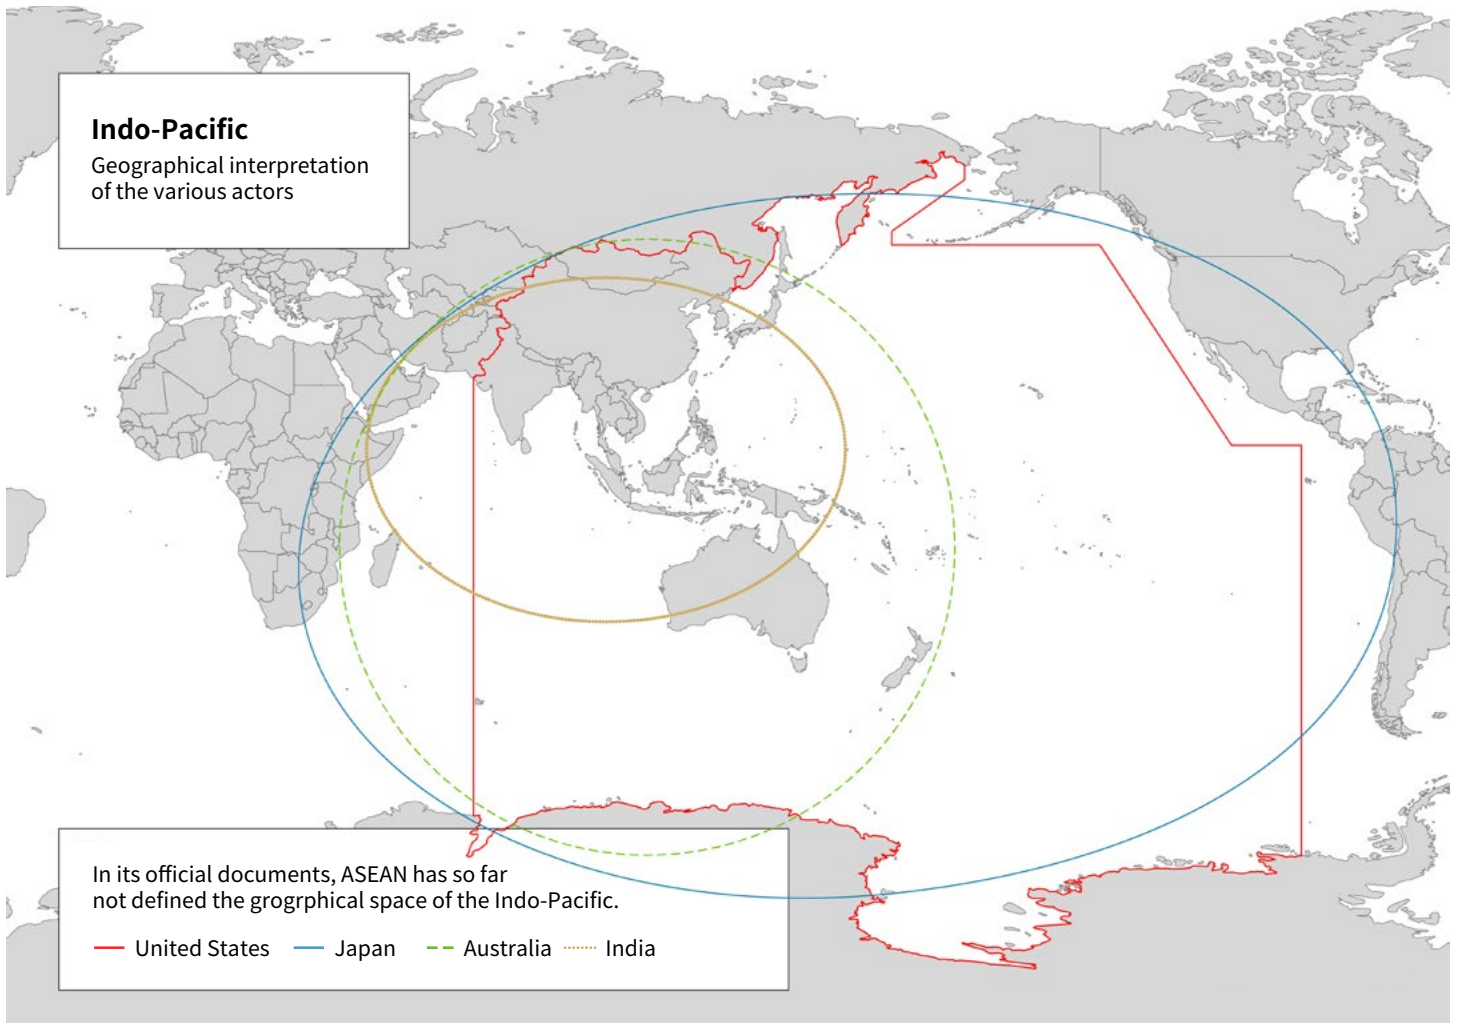 Indo-Pacific
Geographical interpretation
of the various actors
In its official documents, ASEAN has so far
not defined the grogrphical space of the Indo-Pacific.
United States Japan Australia India